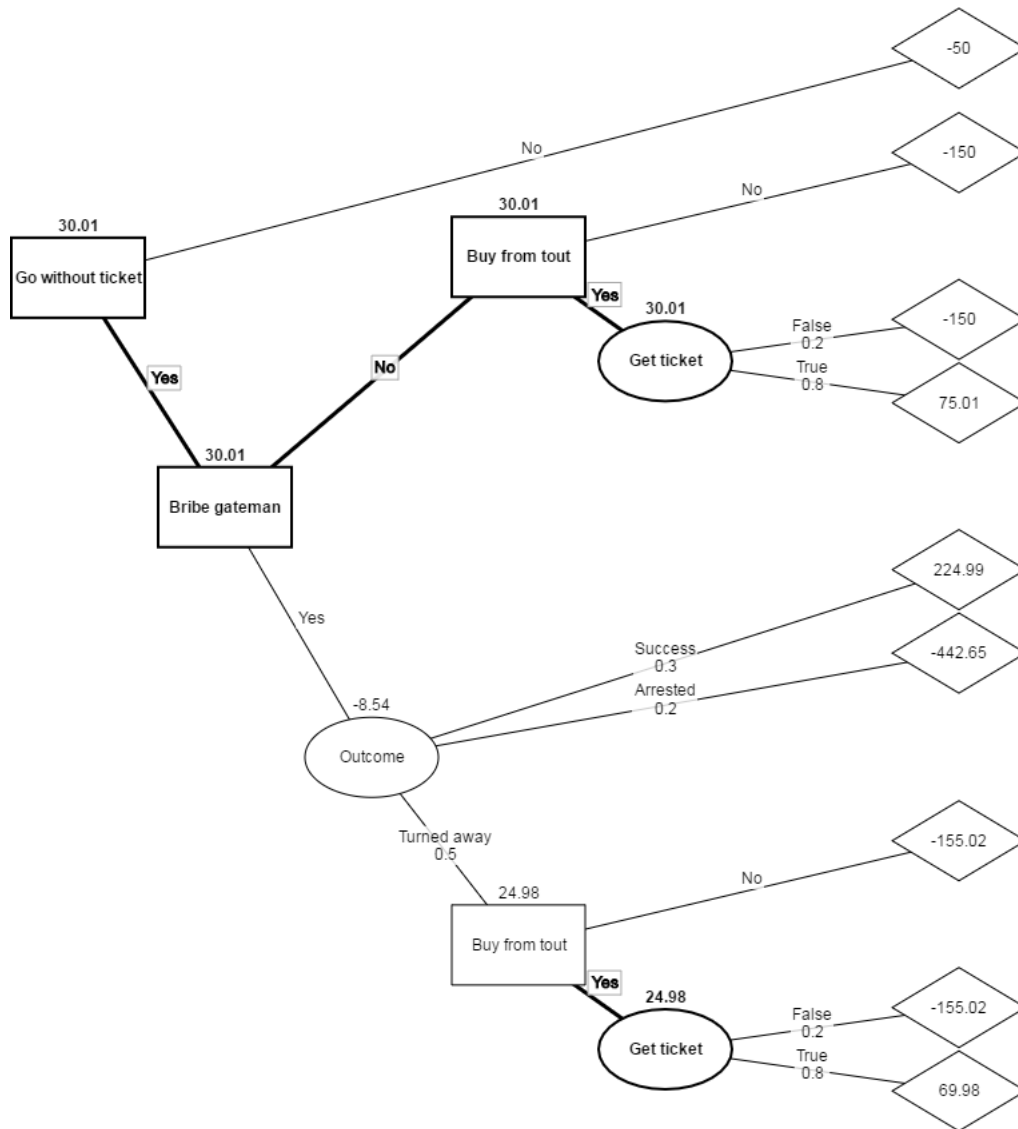 -50
No
-150
No
30.01
Buy from tout
30.01
Go without ticket
Yes
30.01
Get ticket
False
0.2
-150
True
0.8
75.01
Yes
No
30.01
Bribe gateman
Yes
224.99
Success
0.3
-442.65
Arrested
0.2
-8.54
Outcome
Turned away
0.5
-155.02
No
24.98
Buy from tout
Yes
24.98
Get ticket
False
0.2
-155.02
True
0.8
69.98